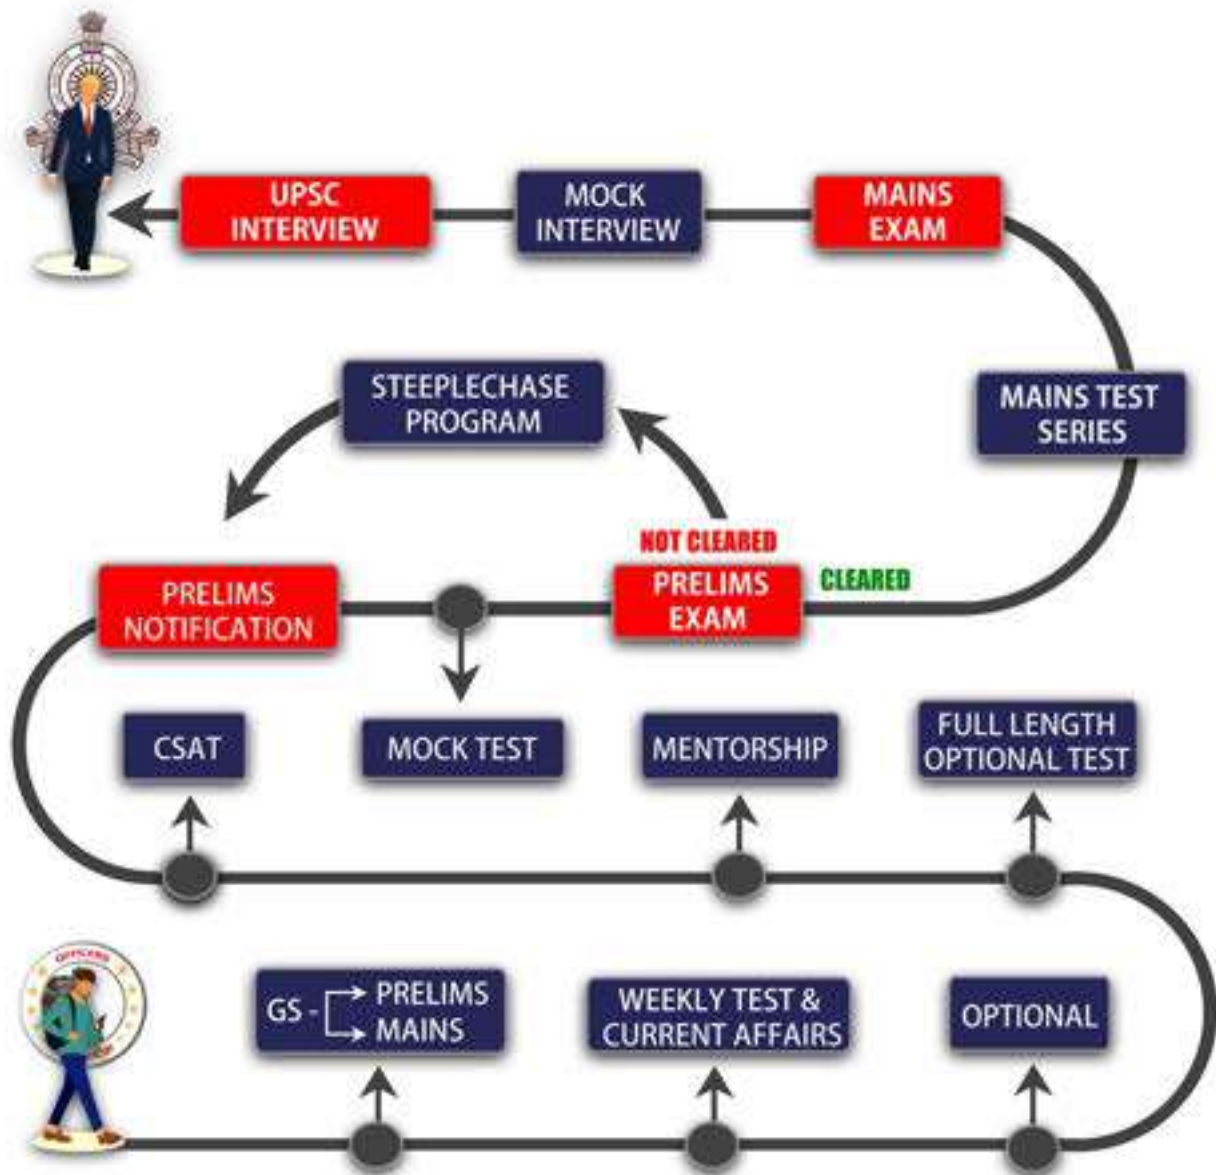 UPSC
INTERVIEW
MOCK
INTERVIEW
MAINS
EXAM
STEEPLECHASE
PROGRAM
MAINS TEST
SERIES
NOT CLEARED
PRELIMS
NOTIFICATION
PRELIMS
EXAM
CLEARED
CSAT
MOCK TEST
MENTORSHIP
FULL LENGTH
OPTIONAL TEST
OFFICERS
GS - PRELIMS
MAINS
WEEKLY TEST &
CURRENT AFFAIRS
OPTIONAL